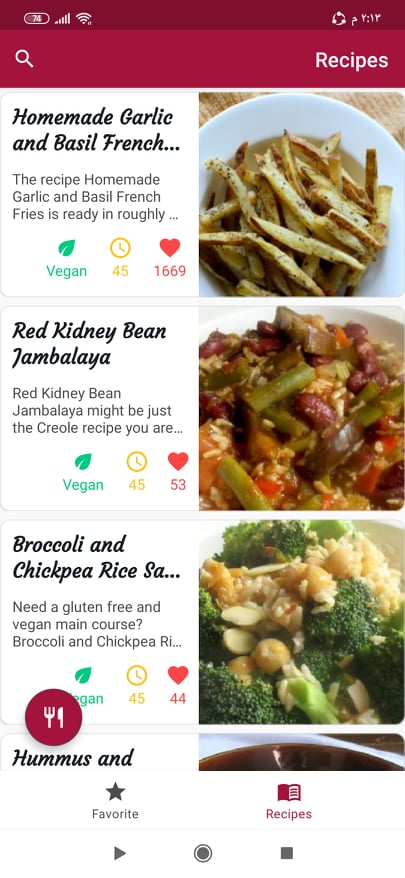 74
٢:١٣ م
Recipes
Homemade Garlic
and Basil French...
The recipe Homemade
Garlic and Basil French
Fries is ready in roughly ...
Vegan 45 1669
Red Kidney Bean
Jambalaya
Red Kidney Bean
Jambalaya might be just
the Creole recipe you are...
Vegan 45 53
Broccoli and
Chickpea Rice Sa...
Need a gluten free and
vegan main course?
Broccoli and Chickpea Ri...
egan 45 44
Hummus and
Favorite Recipes